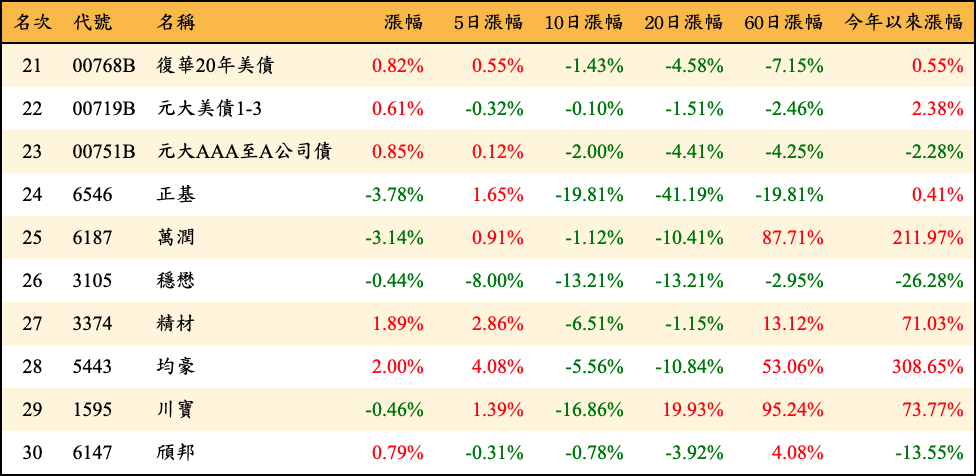 名次 代號 名稱 漲幅 5日漲幅 10日漲幅 20日漲幅 60日漲幅 今年以來漲幅
21 00768B 復華20年美債 0.82% 0.55% -1.43% -4.58% -7.15% 0.55%
22 00719B 元大美債1-3 0.61% -0.32% -0.10% -1.51% -2.46% 2.38%
23 00751B 元大AAA至A公司債 0.85% 0.12% -2.00% -4.41% -4.25% -2.28%
24 6546 正基 -3.78% 1.65% -19.81% -41.19% -19.81% 0.41%
25 6187 萬潤 -3.14% 0.91% -1.12% -10.41% 87.71% 211.97%
26 3105 穩懋 -0.44% -8.00% -13.21% -13.21% -2.95% -26.28%
27 3374 精材 1.89% 2.86% -6.51% -1.15% 13.12% 71.03%
28 5443 均豪 2.00% 4.08% -5.56% -10.84% 53.06% 308.65%
29 1595 川寶 -0.46% 1.39% -16.86% 19.93% 95.24% 73.77%
30 6147 頎邦 0.79% -0.31% -0.78% -3.92% 4.08% -13.55%